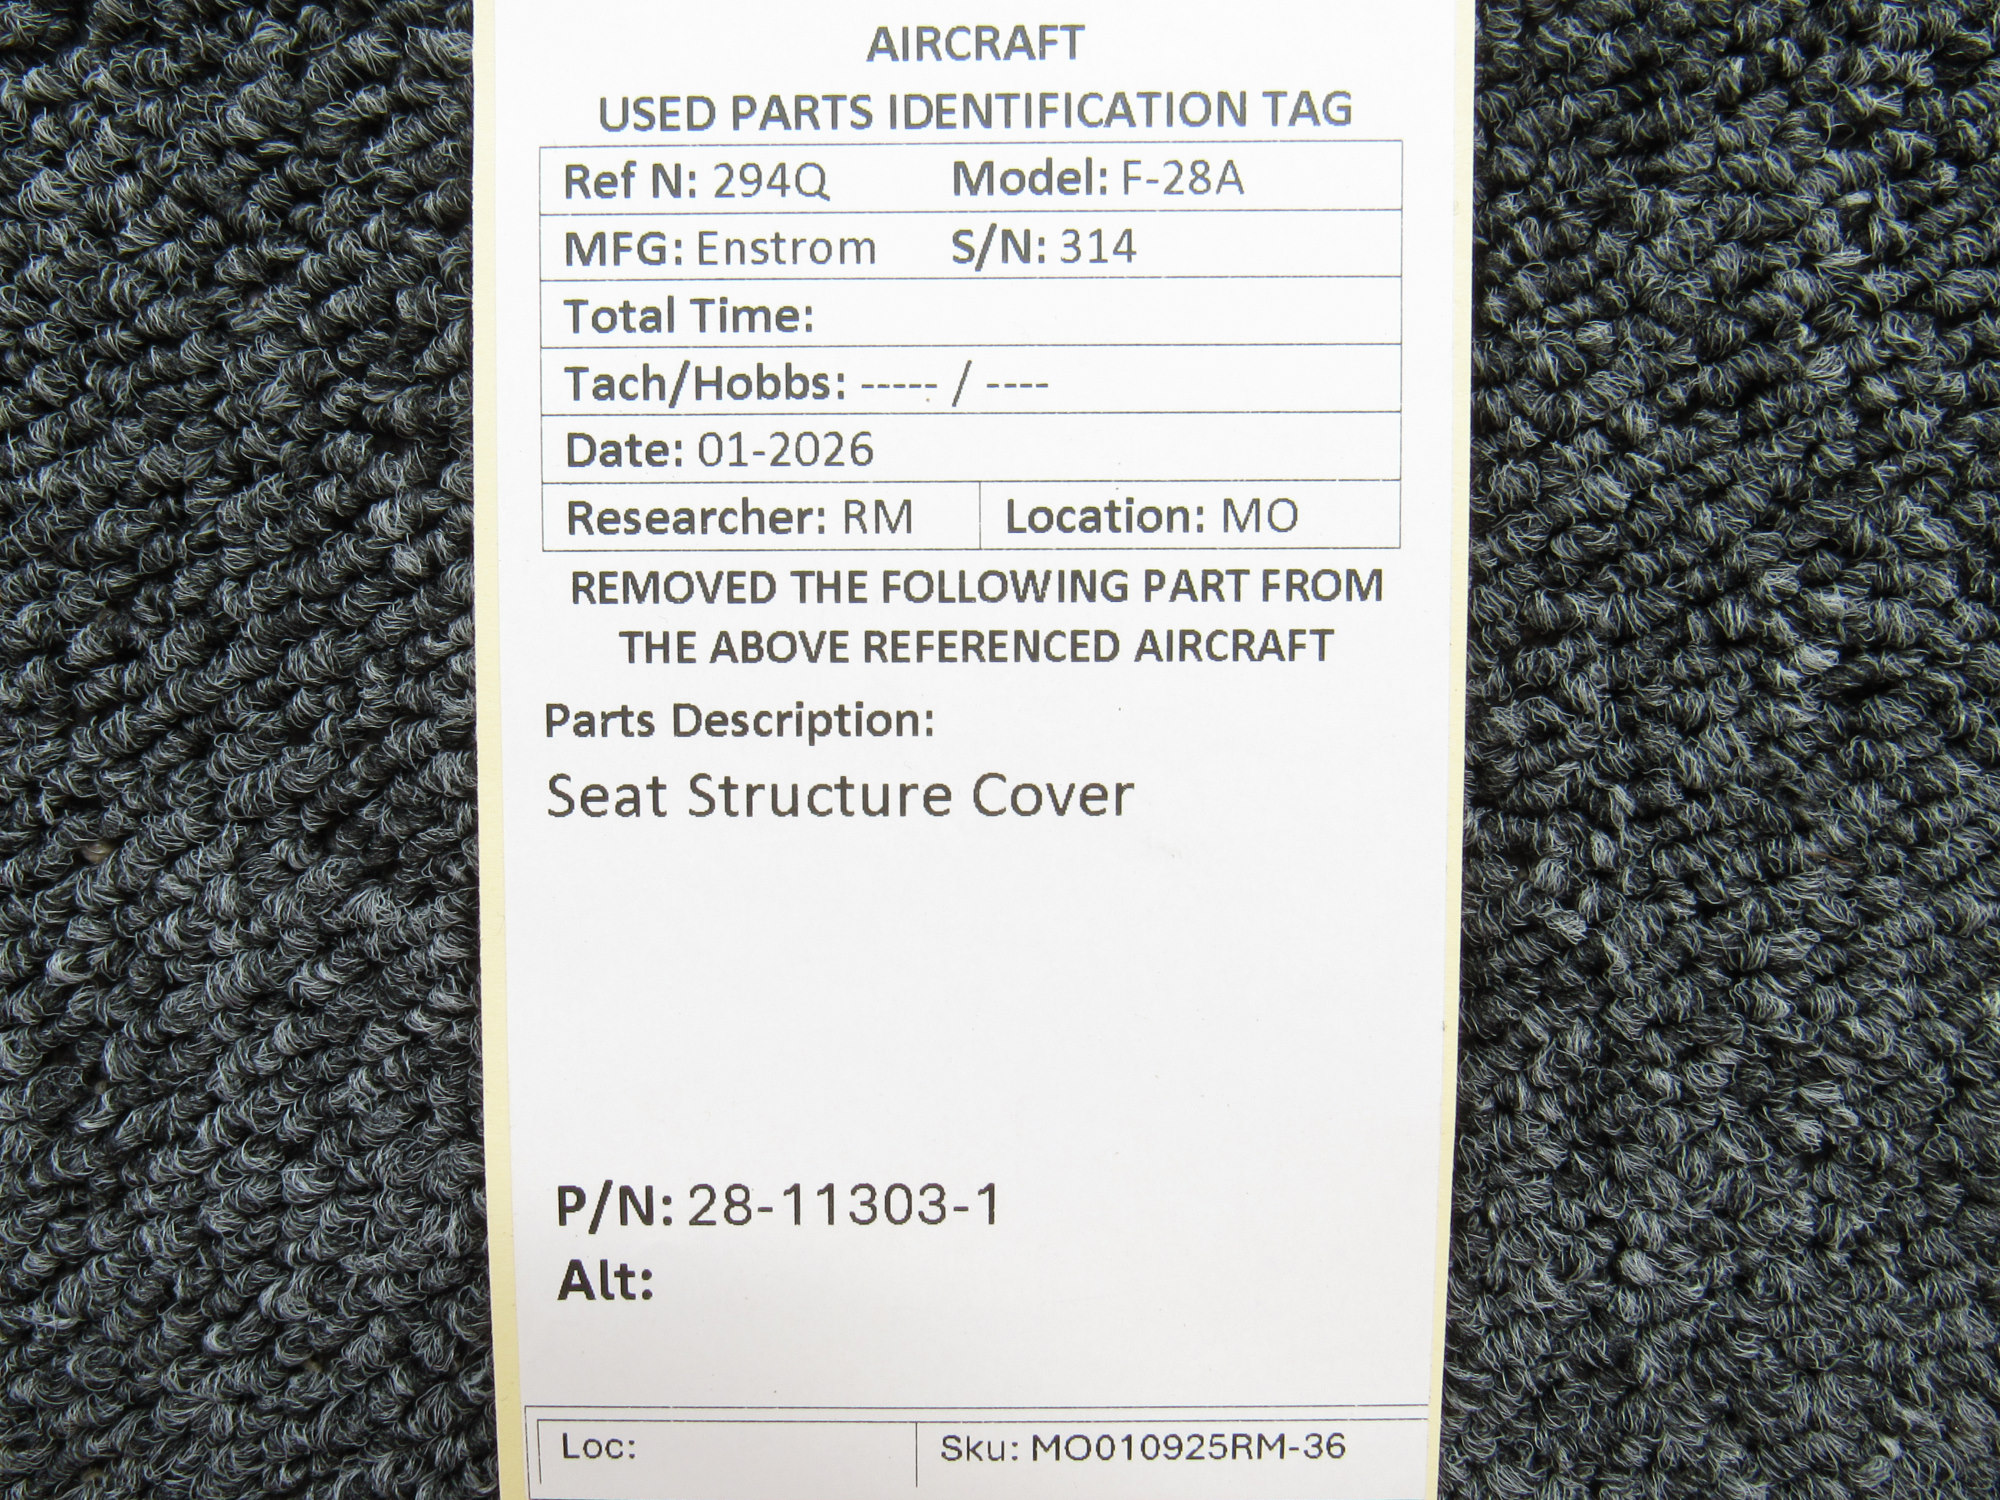 AIRCRAFT
USED PARTS IDENTIFICATION TAG
Ref N: 294Q Model: F-28A
MFG: Enstrom S/N: 314
Total Time:
Tach/Hobbs: ----- / ----
Date: 01-2026
Researcher: RM Location: MO
REMOVED THE FOLLOWING PART FROM
THE ABOVE REFERENCED AIRCRAFT
Parts Description:
Seat Structure Cover
P/N: 28-11303-1
Alt:
Loc: Sku: MO010925RM-36